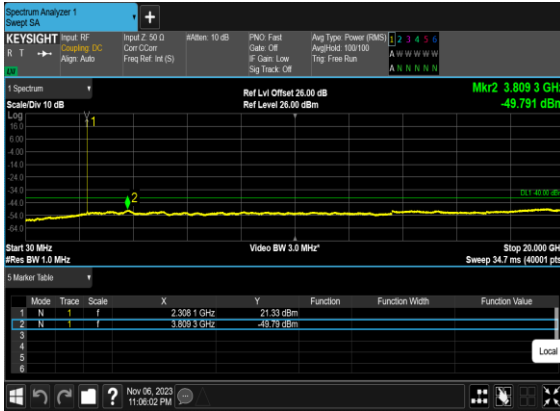 Spectrum Analyzer 1
Swept SA
+
KEYSIGHT Input: RF Input Z: 50 Ω #Atten: 10 dB PNO: Fast Avg Type: Power (RMS) 1 2 3 4 5 6
R T Coupling: DC Corr CCorr Gate: Off Avg|Hold: 100/100 A W W W W W
Align: Auto Freq Ref: Int (S) IF Gain: Low Trig: Free Run
Sig Track: Off A N N N N N
1 Spectrum Ref Lvl Offset 26.00 dB Mkr2 3.809 3 GHz
Scale/Div 10 dB Ref Level 26.00 dBm -49.791 dBm
Log
16.0
6.00
-4.00
-14.0
-24.0
-34.0
-44.0
-54.0
-64.0
1
2
Start 30 MHz Video BW 3.0 MHz* Stop 20.000 GHz
#Res BW 1.0 MHz Sweep 34.7 ms (40001 pts)
5 Marker Table
Mode Trace Scale X Y Function Function Width Function Value
1 N 1 f 2.308 1 GHz 21.33 dBm
2 N 1 f 3.809 3 GHz -49.79 dBm
3
4
5
6
Local
? Nov 06, 2023
11:06:02 PM